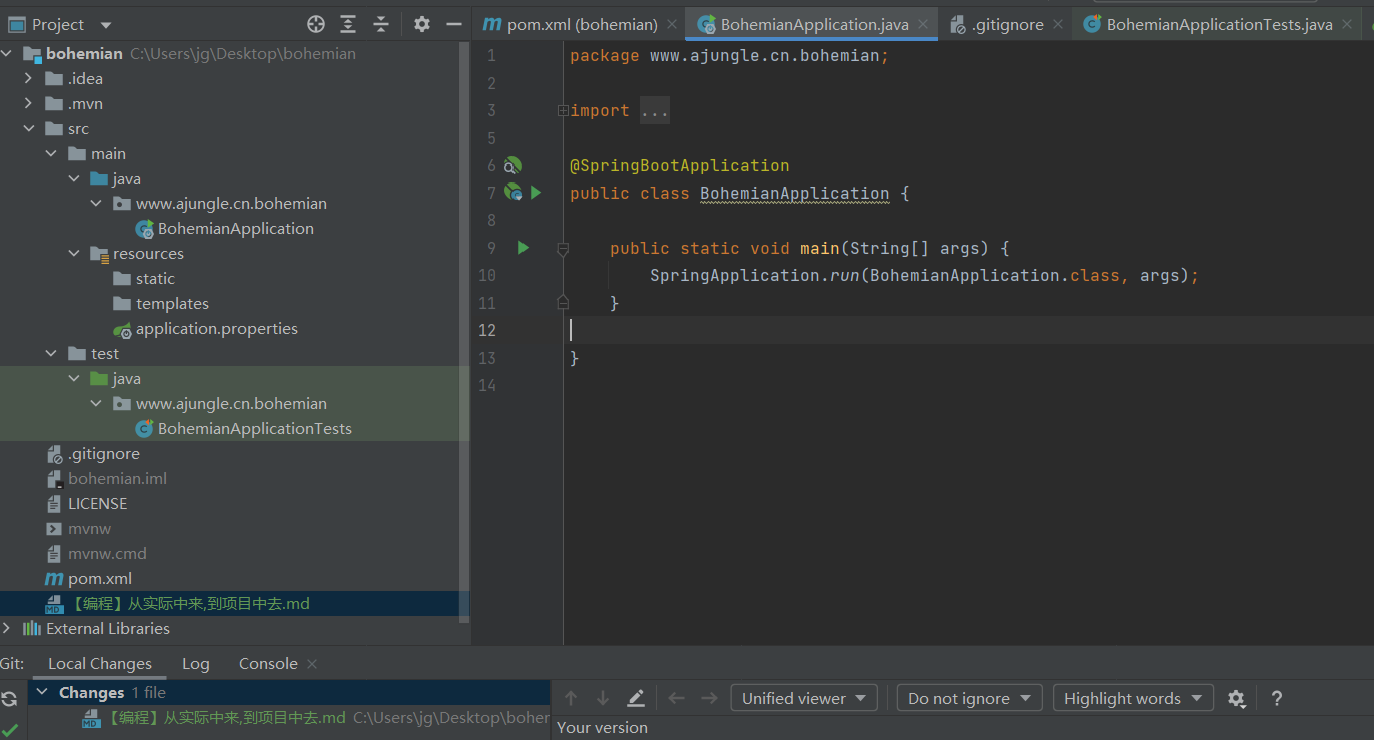 Project
bohemian C:\Users\jg\Desktop\bohemian
.idea
.mvn
src
main
java
www.ajungle.cn.bohemian
BohemianApplication
resources
static
templates
application.properties
test
java
www.ajungle.cn.bohemian
BohemianApplicationTests
.gitignore
bohemian.iml
LICENSE
mvnw
mvnw.cmd
pom.xml
【编程】从实际中来,到项目中去.md
External Libraries
pom.xml (bohemian)
BohemianApplication.java
.gitignore
BohemianApplicationTests.java
1 package www.ajungle.cn.bohemian;
2
3 import ...
5
6 @SpringBootApplication
7 public class BohemianApplication {
8
9 public static void main(String[] args) {
10 SpringApplication.run(BohemianApplication.class, args);
11 }
12
13 }
14
Git: Local Changes Log Console
Changes 1 file
【编程】从实际中来,到项目中去.md C:\Users\jg\Desktop\boher
Unified viewer Do not ignore Highlight words ?
Your version